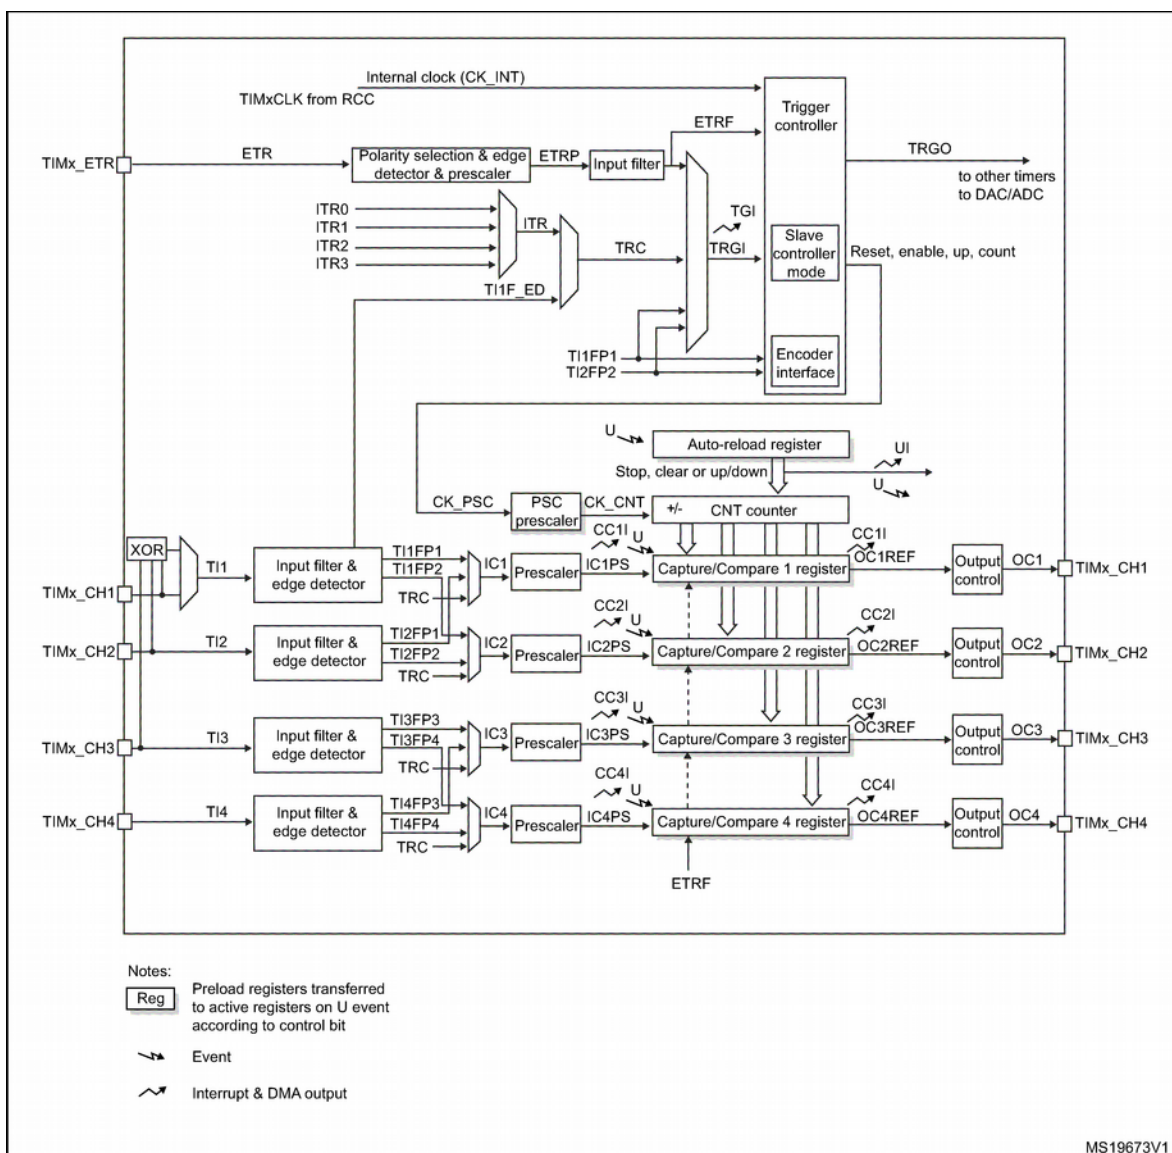 Internal clock (CK_INT)
TIMxCLK from RCC
Trigger
controller
ETRF
TIMx_ETR
ETR
Polarity selection & edge
detector & prescaler
ETRP
Input filter
TRGO
to other timers
to DAC/ADC
ITR0
ITR1
ITR2
ITR3
ITR
TRC
TGI
TRGI
Slave
controller
mode
Reset, enable, up, count
TI1F_ED
TI1FP1
TI2FP2
Encoder
interface
U
Auto-reload register
UI
Stop, clear or up/down
U
CK_PSC
PSC
prescaler
CK_CNT
+/-
CNT counter
XOR
TI1
TIMx_CH1
Input filter &
edge detector
TI1FP1
TI1FP2
TRC
IC1
Prescaler
IC1PS
CC1I
U
Capture/Compare 1 register
CC1I
OC1REF
Output
control
OC1
TIMx_CH1
TIMx_CH2
TI2
Input filter &
edge detector
TI2FP1
TI2FP2
TRC
IC2
Prescaler
IC2PS
CC2I
U
Capture/Compare 2 register
CC2I
OC2REF
Output
control
OC2
TIMx_CH2
TIMx_CH3
TI3
Input filter &
edge detector
TI3FP3
TI3FP4
TRC
IC3
Prescaler
IC3PS
CC3I
U
Capture/Compare 3 register
CC3I
OC3REF
Output
control
OC3
TIMx_CH3
TIMx_CH4
TI4
Input filter &
edge detector
TI4FP3
TI4FP4
TRC
IC4
Prescaler
IC4PS
CC4I
U
Capture/Compare 4 register
CC4I
OC4REF
Output
control
OC4
TIMx_CH4
ETRF
Notes:
Reg
Preload registers transferred
to active registers on U event
according to control bit
Event
Interrupt & DMA output
MS19673V1